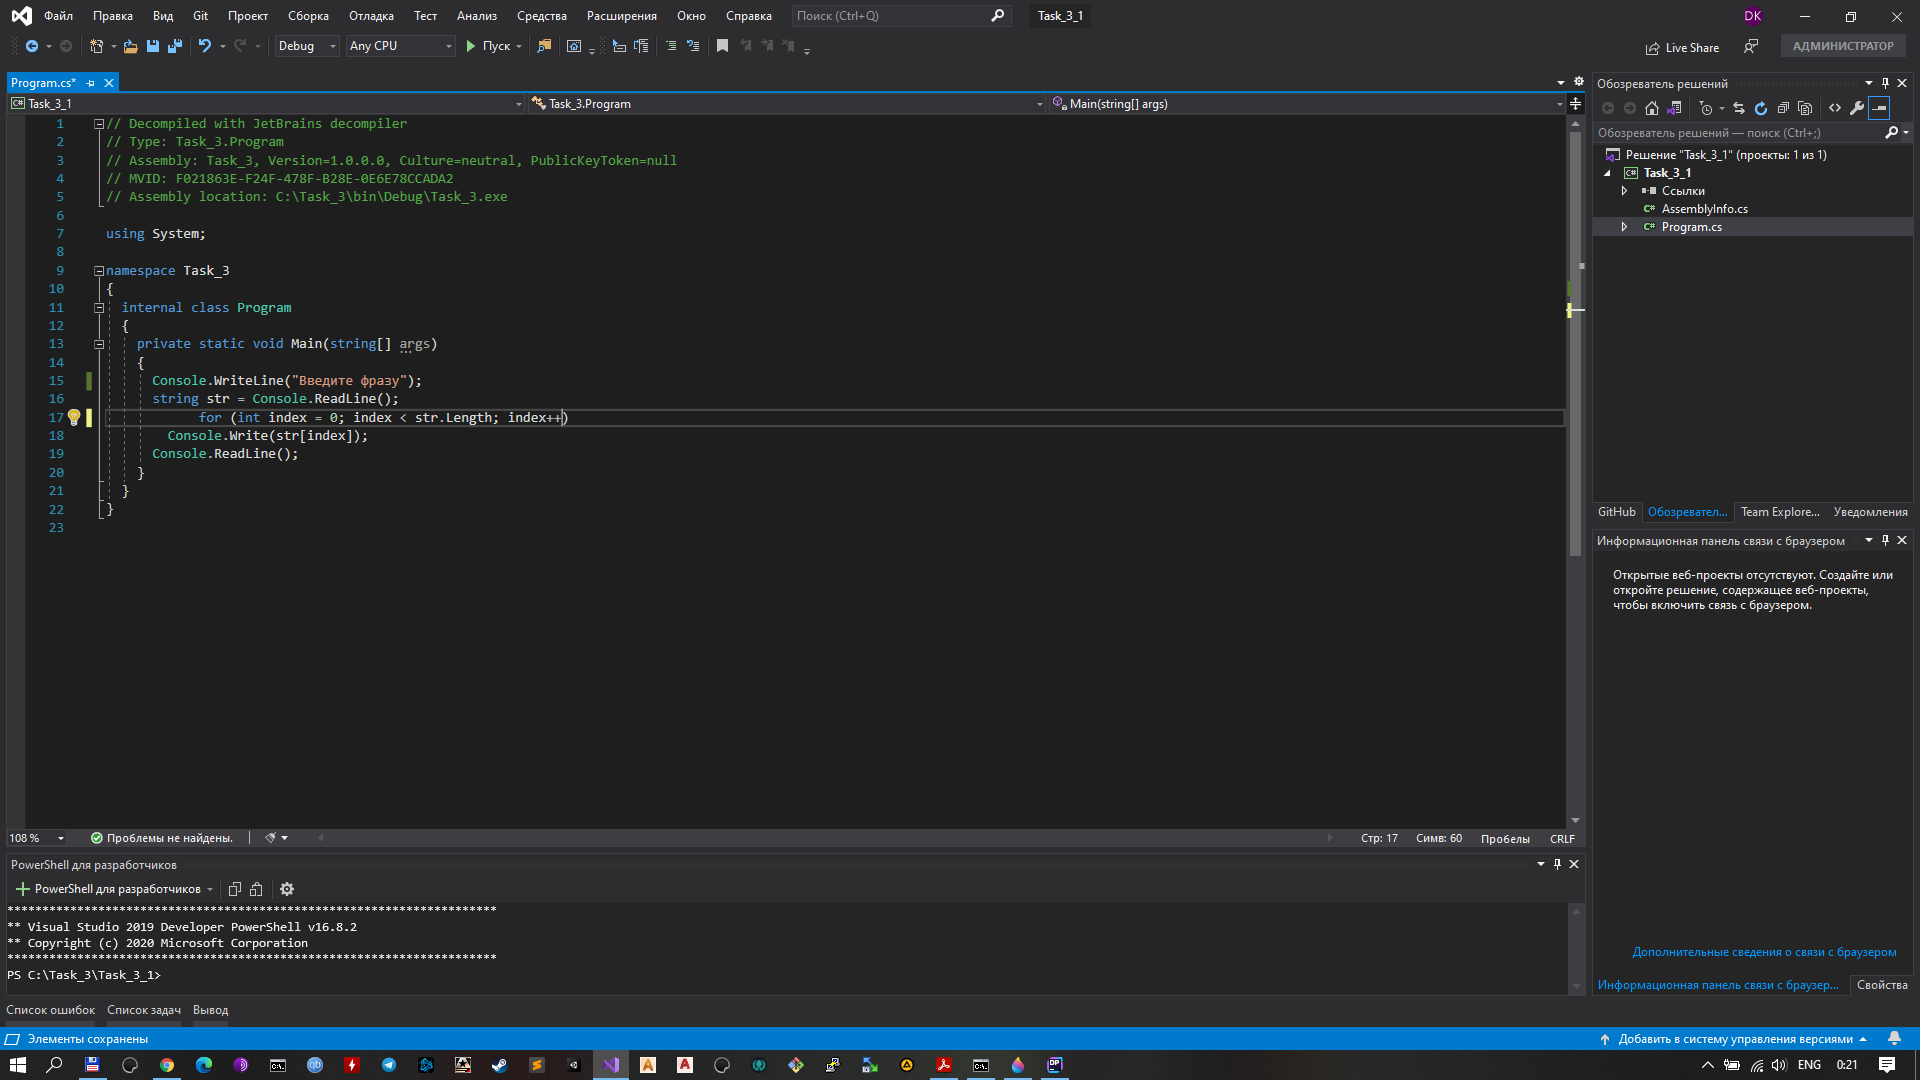 Файл Правка Вид Git Проект Сборка Отладка Тест Анализ Средства Расширения Окно Справка Поиск (Ctrl+Q) Task_3_1 DK
Debug Any CPU Пуск Live Share АДМИНИСТРАТОР
Program.cs*
Task_3_1 Task_3.Program Main(string[] args)
1 // Decompiled with JetBrains decompiler
2 // Type: Task_3.Program
3 // Assembly: Task_3, Version=1.0.0.0, Culture=neutral, PublicKeyToken=null
4 // MVID: F021863E-F24F-478F-B28E-0E6E78CCADA2
5 // Assembly location: C:\Task_3\bin\Debug\Task_3.exe
6
7 using System;
8
9 namespace Task_3
10 {
11 internal class Program
12 {
13 private static void Main(string[] args)
14 {
15 Console.WriteLine("Введите фразу");
16 string str = Console.ReadLine();
17 for (int index = 0; index < str.Length; index++)
18 Console.Write(str[index]);
19 Console.ReadLine();
20 }
21 }
22 }
23
108 % Проблемы не найдены. Стр: 17 Симв: 60 Пробелы CRLF
PowerShell для разработчиков
PowerShell для разработчиков
**********************************************************************
** Visual Studio 2019 Developer PowerShell v16.8.2
** Copyright (c) 2020 Microsoft Corporation
**********************************************************************
PS C:\Task_3\Task_3_1>
Список ошибок Список задач Вывод
Обозреватель решений
Обозреватель решений — поиск (Ctrl+;)
Решение "Task_3_1" (проекты: 1 из 1)
Task_3_1
Ссылки
AssemblyInfo.cs
Program.cs
GitHub Обозревател... Team Explore... Уведомления
Информационная панель связи с браузером
Открытые веб-проекты отсутствуют. Создайте или
откройте решение, содержащее веб-проекты,
чтобы включить связь с браузером.
Дополнительные сведения о связи с браузером
Информационная панель связи с браузер... Свойства
Элементы сохранены Добавить в систему управления версиями
ENG 0:21